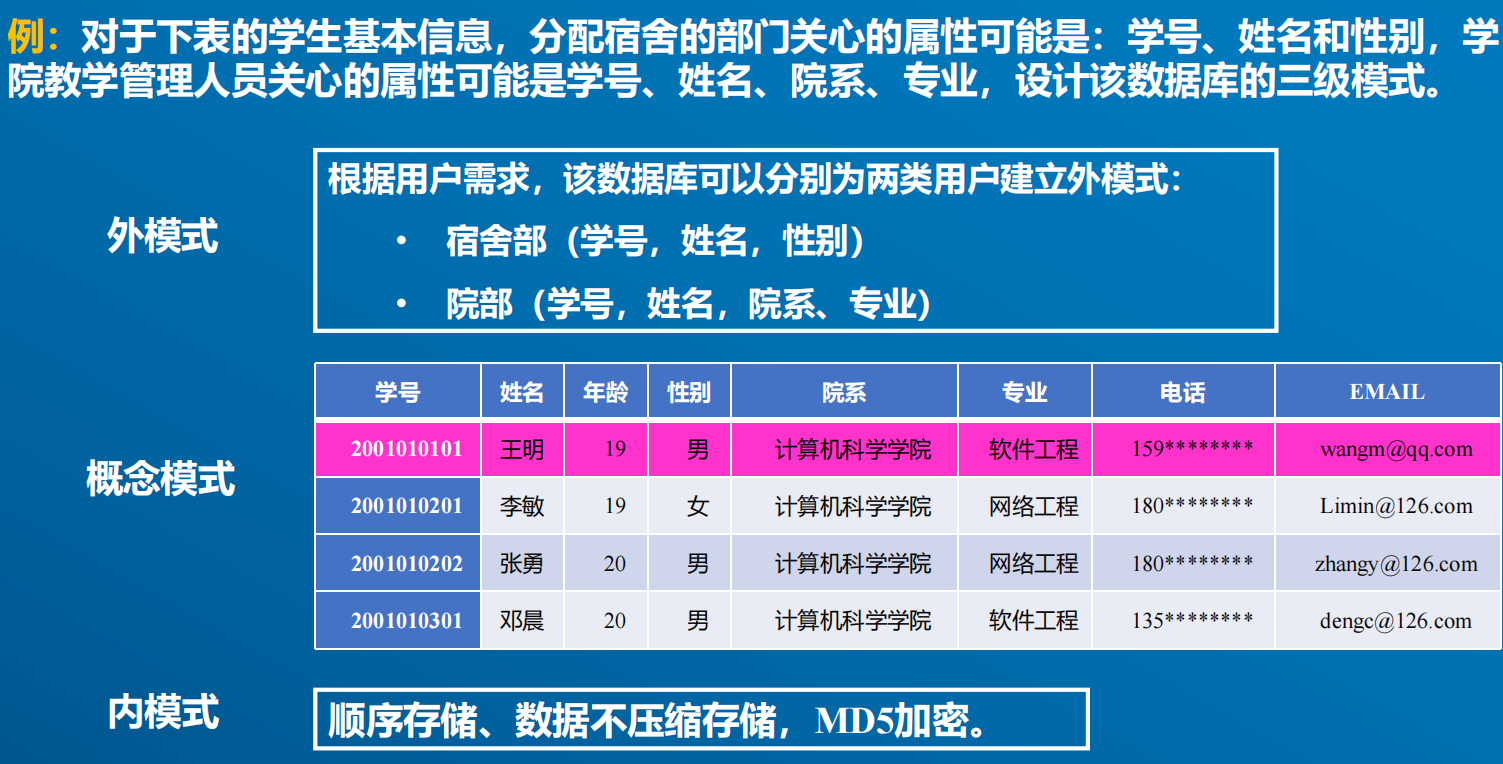 例：对于下表的学生基本信息，分配宿舍的部门关心的属性可能是：学号、姓名和性别，学
院教学管理人员关心的属性可能是学号、姓名、院系、专业，设计该数据库的三级模式。
外模式
根据用户需求，该数据库可以分别为两类用户建立外模式：
• 宿舍部（学号，姓名，性别）
• 院部（学号，姓名，院系、专业）
概念模式
学号 姓名 年龄 性别 院系 专业 电话 EMAIL
2001010101 王明 19 男 计算机科学学院 软件工程 159******** wangm@qq.com
2001010201 李敏 19 女 计算机科学学院 网络工程 180******** Limin@126.com
2001010202 张勇 20 男 计算机科学学院 网络工程 180******** zhangy@126.com
2001010301 邓晨 20 男 计算机科学学院 软件工程 135******** dengc@126.com
内模式
顺序存储、数据不压缩存储，MD5加密。